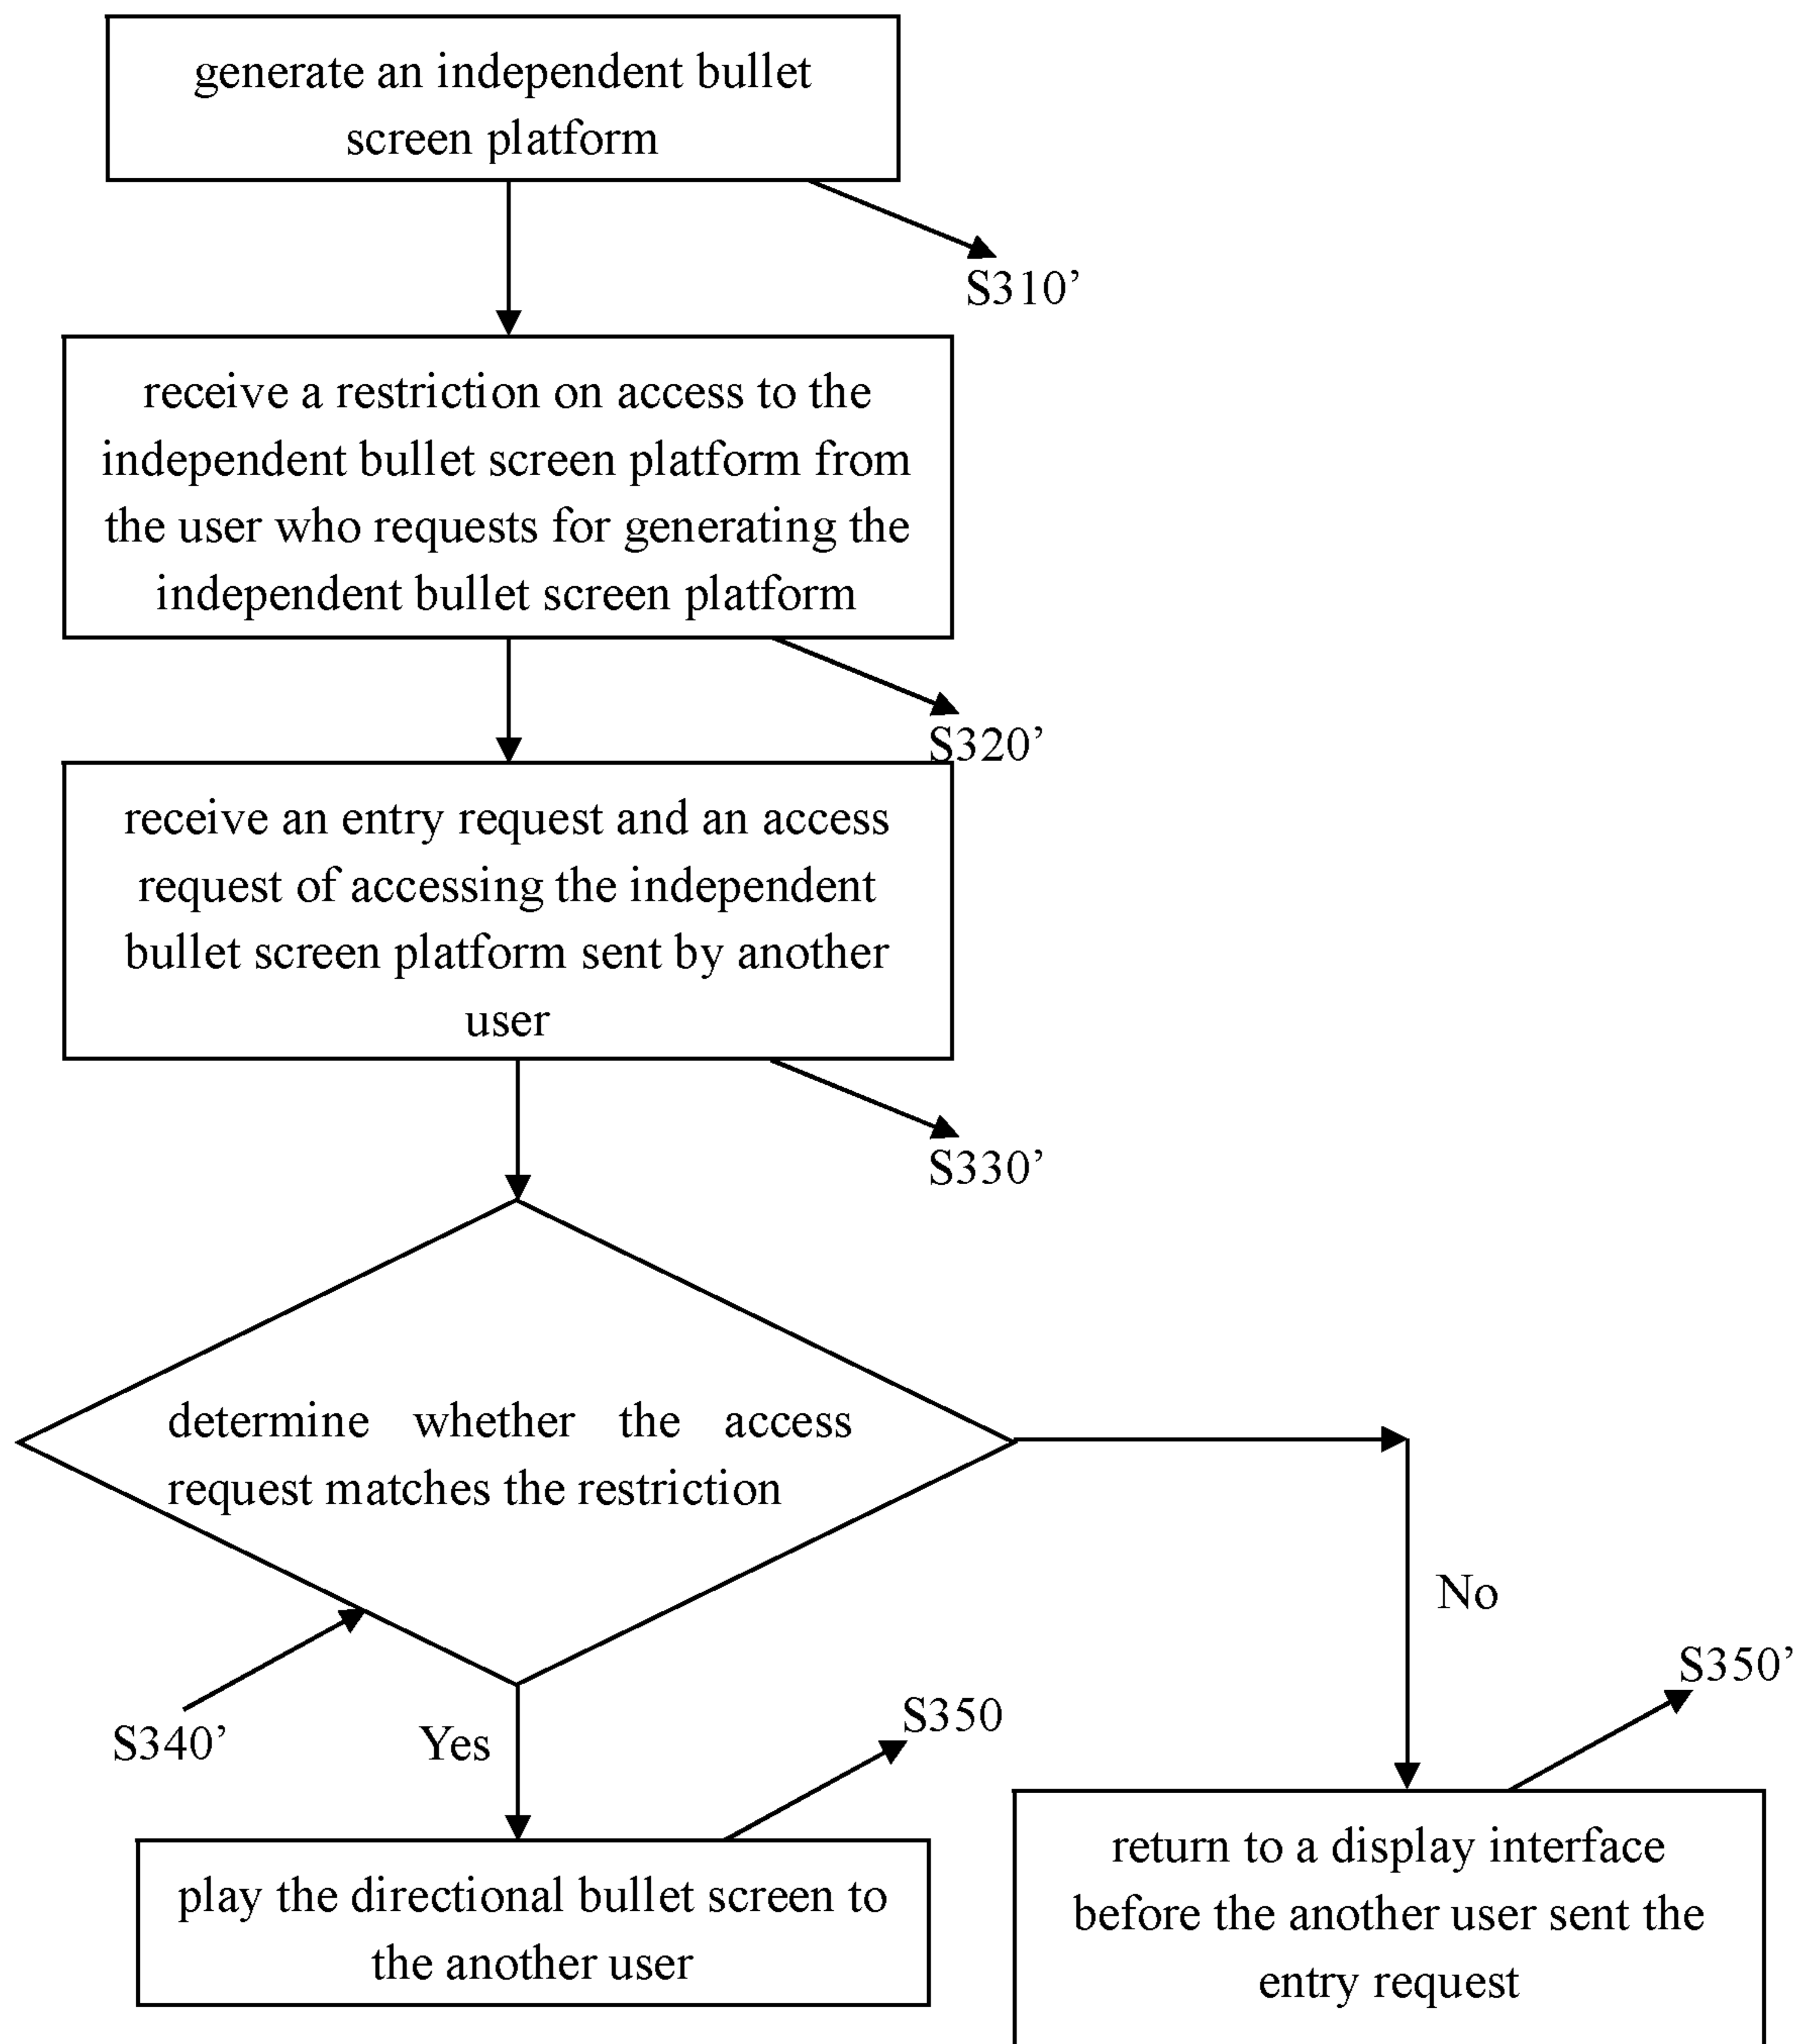 generate an independent bullet
screen platform
S310’
receive a restriction on access to the
independent bullet screen platform from
the user who requests for generating the
independent bullet screen platform
S320’
receive an entry request and an access
request of accessing the independent
bullet screen platform sent by another
user
S330’
determine whether the access
request matches the restriction
No
S350’
S340’
Yes
S350
play the directional bullet screen to
the another user
return to a display interface
before the another user sent the
entry request